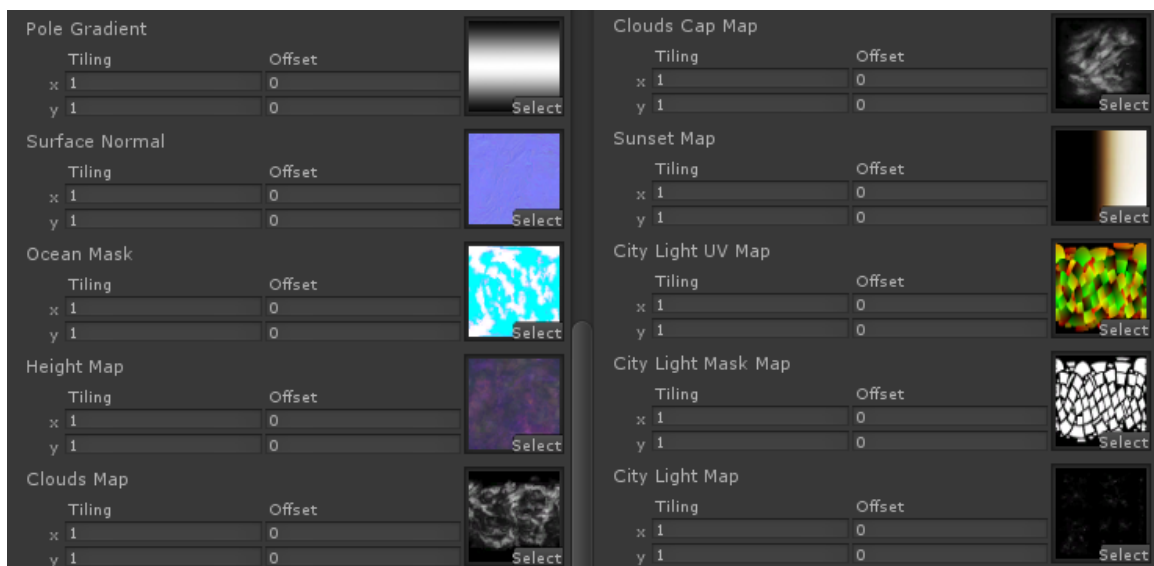 Pole Gradient
Tiling Offset
x 1 0
y 1 0
Select
Surface Normal
Tiling Offset
x 1 0
y 1 0
Select
Ocean Mask
Tiling Offset
x 1 0
y 1 0
Select
Height Map
Tiling Offset
x 1 0
y 1 0
Select
Clouds Map
Tiling Offset
x 1 0
y 1 0
Select
Clouds Cap Map
Tiling Offset
x 1 0
y 1 0
Select
Sunset Map
Tiling Offset
x 1 0
y 1 0
Select
City Light UV Map
Tiling Offset
x 1 0
y 1 0
Select
City Light Mask Map
Tiling Offset
x 1 0
y 1 0
Select
City Light Map
Tiling Offset
x 1 0
y 1 0
Select